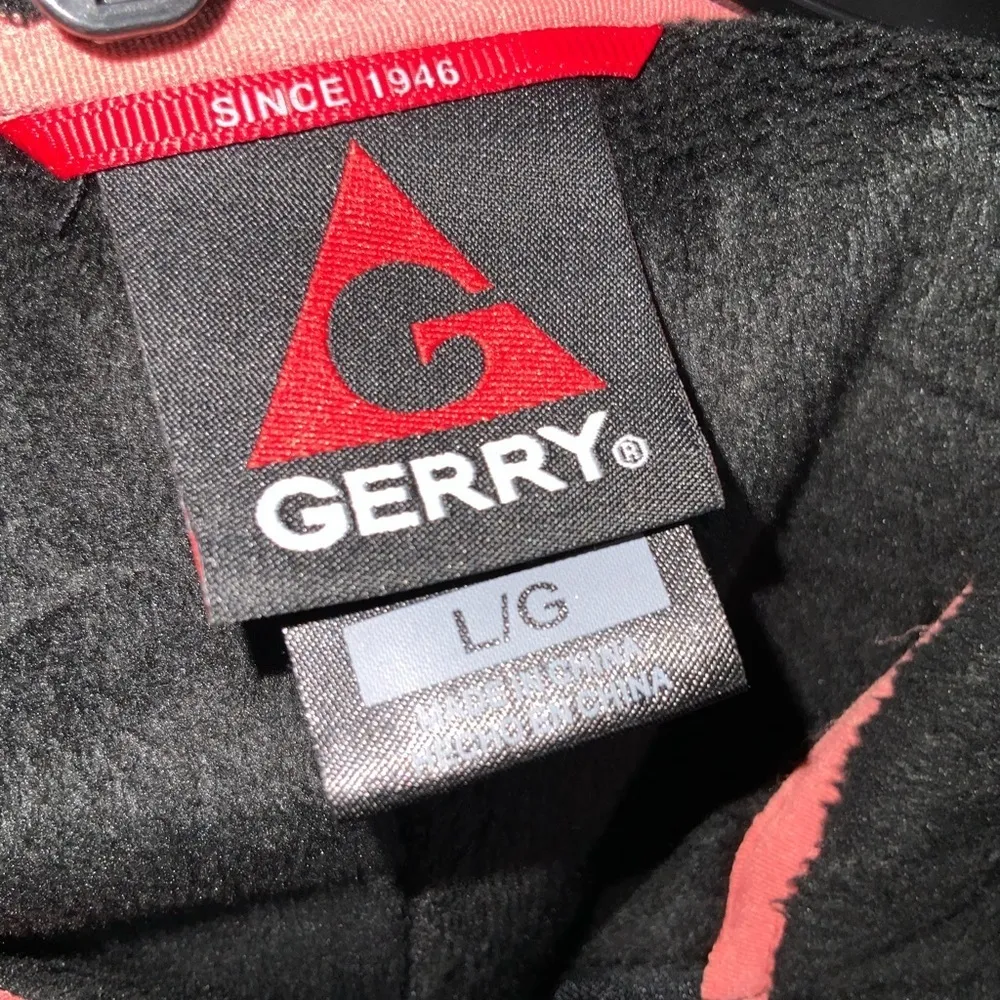 SINCE 1946
G
GERRY®
L/G
MADE IN CHINA
HECHO EN CHINA